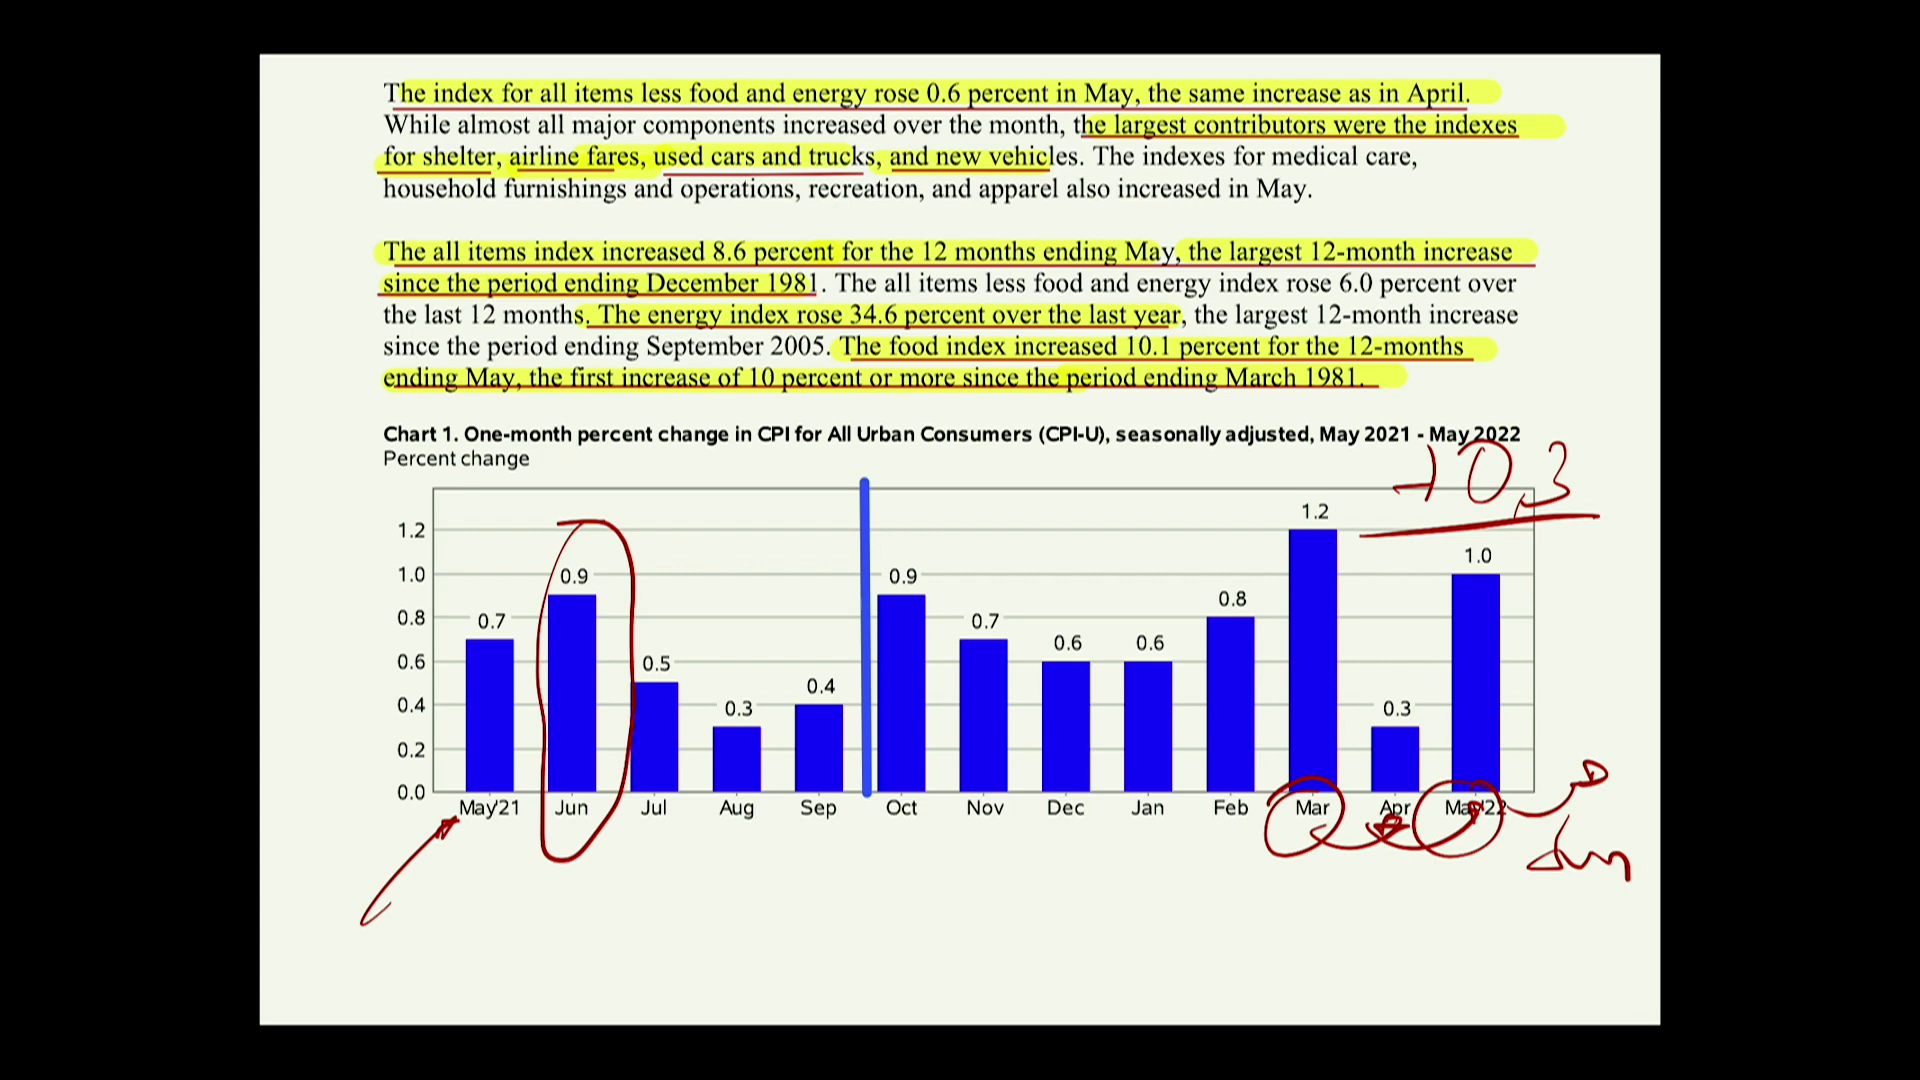 The index for all items less food and energy rose 0.6 percent in May, the same increase as in April.
While almost all major components increased over the month, the largest contributors were the indexes
for shelter, airline fares, used cars and trucks, and new vehicles. The indexes for medical care,
household furnishings and operations, recreation, and apparel also increased in May.
The all items index increased 8.6 percent for the 12 months ending May, the largest 12-month increase
since the period ending December 1981. The all items less food and energy index rose 6.0 percent over
the last 12 months. The energy index rose 34.6 percent over the last year, the largest 12-month increase
since the period ending September 2005. The food index increased 10.1 percent for the 12-months
ending May, the first increase of 10 percent or more since the period ending March 1981.
Chart 1. One-month percent change in CPI for All Urban Consumers (CPI-U), seasonally adjusted, May 2021 - May 2022
Percent change
+0,3
1.2
1.0
0.8
0.6
0.4
0.2
0.0
0.7
0.9
0.5
0.3
0.4
0.9
0.7
0.6
0.6
0.8
1.2
0.3
1.0
May'21 Jun Jul Aug Sep Oct Nov Dec Jan Feb Mar Apr May'22
Jun